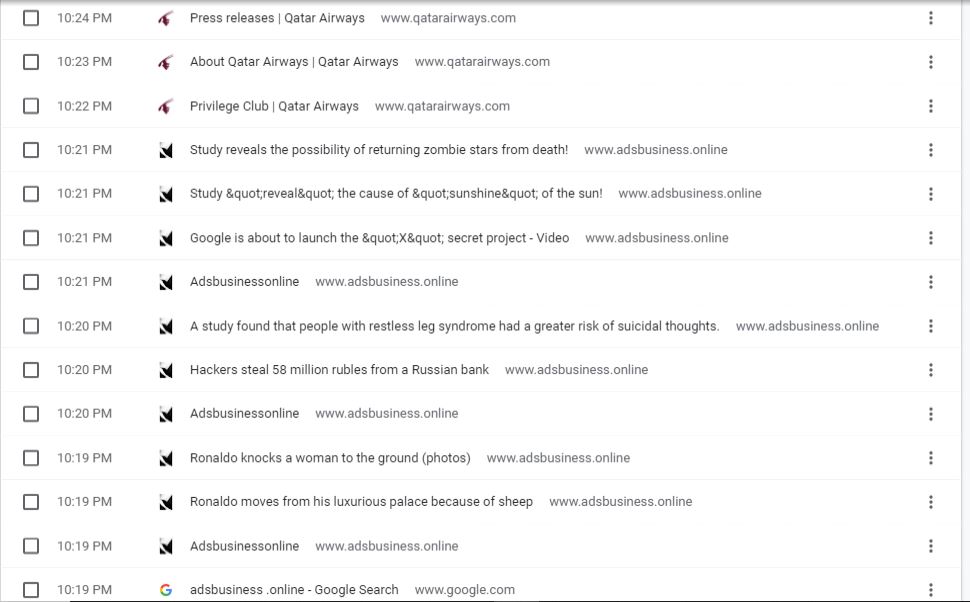 10:24 PM Press releases | Qatar Airways www.qatarairways.com
10:23 PM About Qatar Airways | Qatar Airways www.qatarairways.com
10:22 PM Privilege Club | Qatar Airways www.qatarairways.com
10:21 PM Study reveals the possibility of returning zombie stars from death! www.adsbusiness.online
10:21 PM Study &quot;reveal&quot; the cause of &quot;sunshine&quot; of the sun! www.adsbusiness.online
10:21 PM Google is about to launch the &quot;X&quot; secret project - Video www.adsbusiness.online
10:21 PM Adsbusinessonline www.adsbusiness.online
10:20 PM A study found that people with restless leg syndrome had a greater risk of suicidal thoughts. www.adsbusiness.online
10:20 PM Hackers steal 58 million rubles from a Russian bank www.adsbusiness.online
10:20 PM Adsbusinessonline www.adsbusiness.online
10:19 PM Ronaldo knocks a woman to the ground (photos) www.adsbusiness.online
10:19 PM Ronaldo moves from his luxurious palace because of sheep www.adsbusiness.online
10:19 PM Adsbusinessonline www.adsbusiness.online
10:19 PM adsbusiness .online - Google Search www.google.com